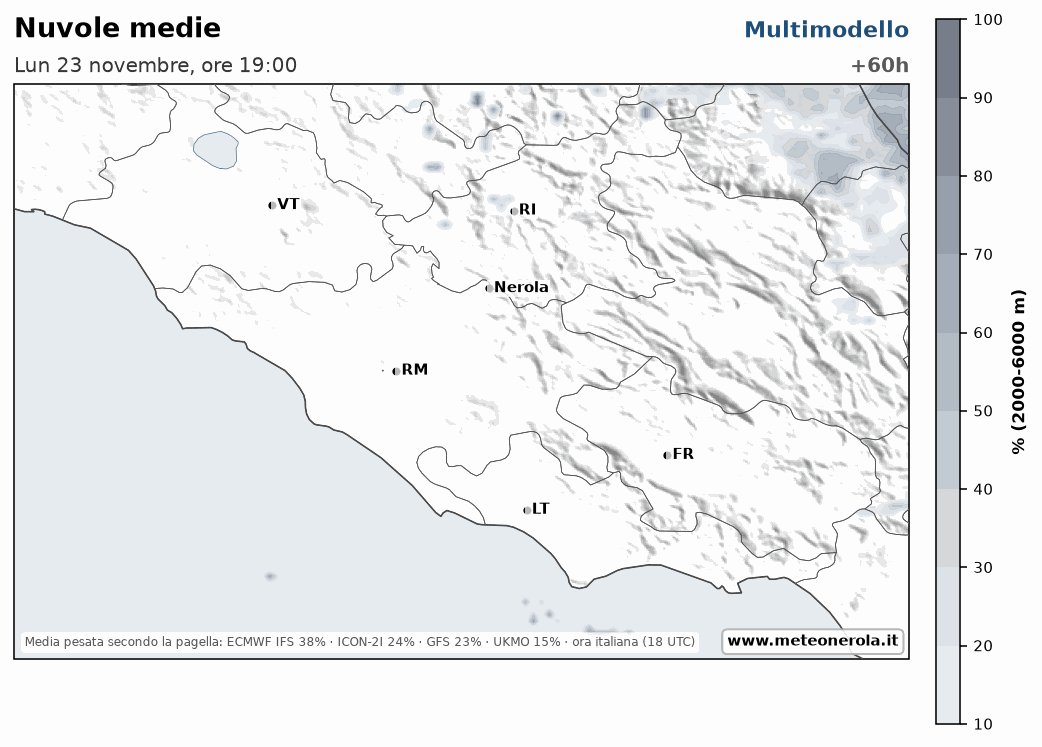 Nuvole medie
Multimodello
Lun 23 novembre, ore 19:00
+60h
VT
RI
Nerola
RM
FR
LT
Media pesata secondo la pagella: ECMWF IFS 38% · ICON-2I 24% · GFS 23% · UKMO 15% · ora italiana (18 UTC)
www.meteonerola.it
100
90
80
70
60
50
40
30
20
10
% (2000-6000 m)